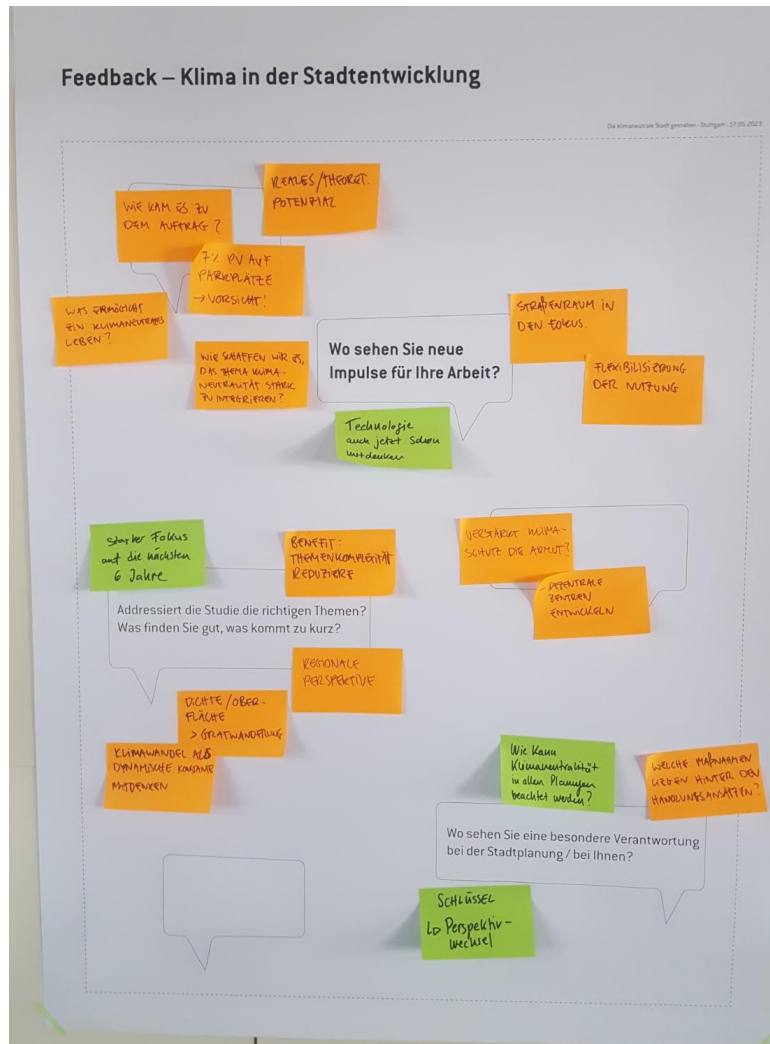 Feedback – Klima in der Stadtentwicklung
Die klimaneutrale Stadt gestalten - Stuttgart - 17.05.2023
REALES/THEORET.
POTENZIAL
WIE KAM ES ZU
DEM AUFTRAG?
7% PV AUF
PARKPLÄTZE
→ VORSICHT!
WAS ERMÖGLICHT
EIN KLIMANEUTRALES
LEBEN?
WIE SCHAFFEN WIR ES,
DAS THEMA KLIMA-
NEUTRALITÄT STARK
ZU INTEGRIEREN?
Wo sehen Sie neue
Impulse für Ihre Arbeit?
STRAßENRAUM IN
DEN FOKUS.
FLEXIBILISIERUNG
DER NUTZUNG
Technologie
auch jetzt schon
mitdenken
Starker Fokus
auf die nächsten
6 Jahre
BENEFIT:
THEMENKOMPLEXITÄT
REDUZIERE
VERSTÄRKT KLIMA-
SCHUTZ DIE ARMUT?
- DEZENTRALE
ZENTREN
ENTWICKELN
Addressiert die Studie die richtigen Themen?
Was finden Sie gut, was kommt zu kurz?
REGIONALE
PERSPEKTIVE
DICHTE/OBER-
FLÄCHE
> GRATWANDERUNG
KLIMAWANDEL ALS
DYNAMISCHE KONSTANTE
MITDENKEN
Wie kann
Klimaneutralität
in allen Planungen
beachtet werden?
WELCHE MAßNAHMEN
LIEGEN HINTER DEN
HANDLUNGSANSÄTZEN?
Wo sehen Sie eine besondere Verantwortung
bei der Stadtplanung / bei Ihnen?
SCHLÜSSEL
↳ Perspektiv-
wechsel